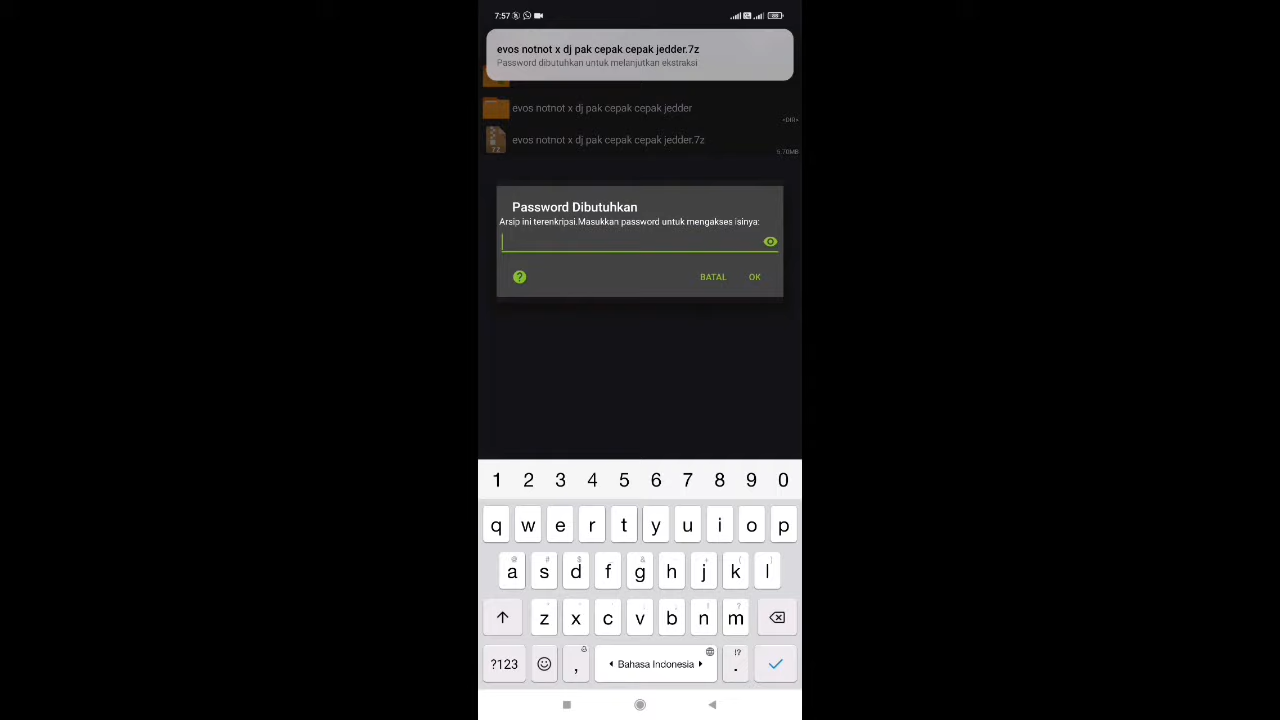 7:57
evos notnot x dj pak cepak cepak jedder.7z
Password dibutuhkan untuk melanjutkan ekstraksi
evos notnot x dj pak cepak cepak jedder
<DIR>
evos notnot x dj pak cepak cepak jedder.7z
5.70MB
Password Dibutuhkan
Arsip ini terenkripsi.Masukkan password untuk mengakses isinya:
?
BATAL OK
1 2 3 4 5 6 7 8 9 0
q w e r t y u i o p
a s d f g h j k l
z x c v b n m
?123 , Bahasa Indonesia !? .